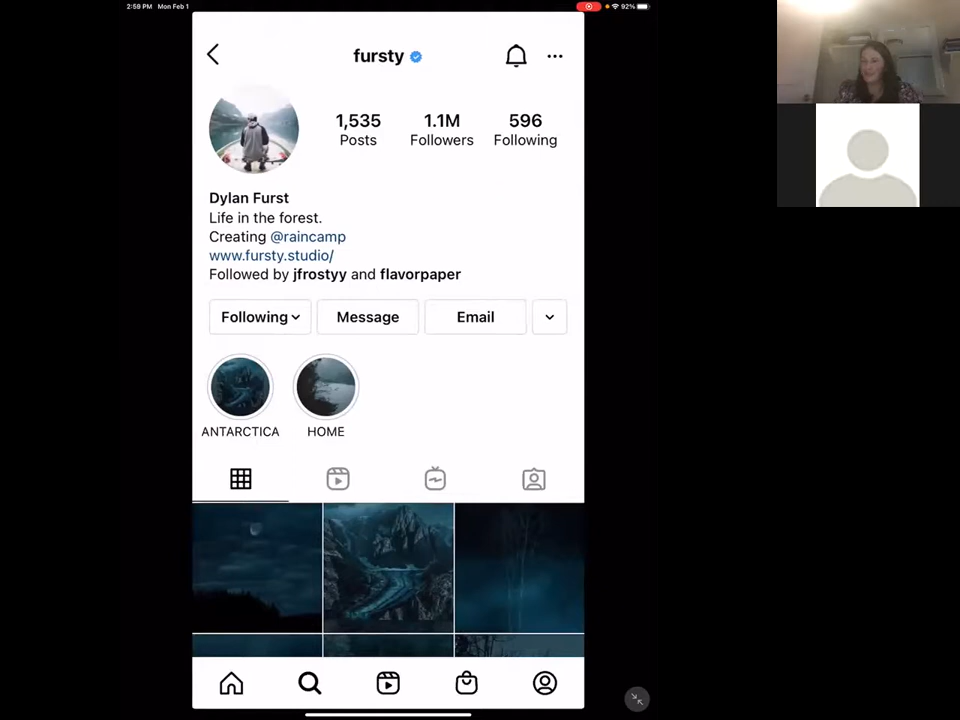 2:59 PM Mon Feb 1
92%
fursty
1,535 1.1M 596
Posts Followers Following
Dylan Furst
Life in the forest.
Creating @raincamp
www.fursty.studio/
Followed by jfrostyy and flavorpaper
Following Message Email
ANTARCTICA HOME